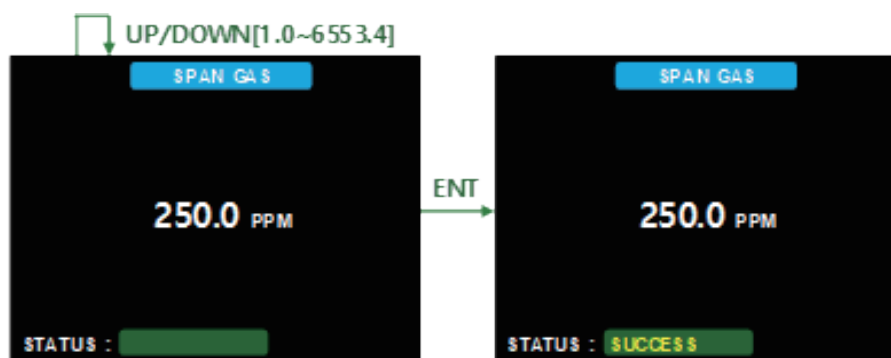 UP/DOWN[1.0~6553.4]
SPAN GAS
250.0 PPM
STATUS :
ENT
SPAN GAS
250.0 PPM
STATUS : SUCCESS